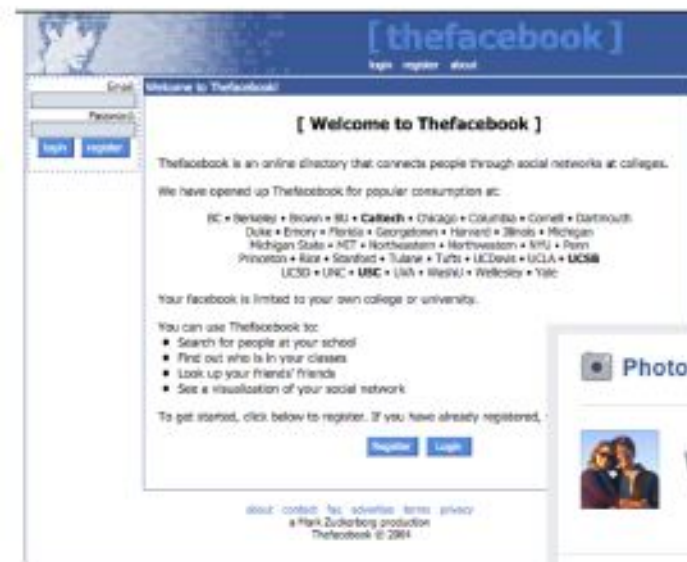 [thefacebook]
login register about
Email:
Password:
login register
Welcome to Thefacebook!
[ Welcome to Thefacebook ]
Thefacebook is an online directory that connects people through social networks at colleges.
We have opened up Thefacebook for popular consumption at:
BC • Berkeley • Brown • BU • Caltech • Chicago • Columbia • Cornell • Dartmouth
Duke • Emory • Florida • Georgetown • Harvard • Illinois • Michigan
Michigan State • MIT • Northeastern • Northwestern • NYU • Penn
Princeton • Rice • Stanford • Tulane • Tufts • UCDavis • UCLA • UCSB
UCSD • UNC • USC • UVA • WashU • Wellesley • Yale
Your facebook is limited to your own college or university.
You can use Thefacebook to:
• Search for people at your school
• Find out who is in your classes
• Look up your friends' friends
• See a visualization of your social network
To get started, click below to register. If you have already registered,
Register Login
about contact faq advertise terms privacy
a Mark Zuckerberg production
Thefacebook © 2004
Photo